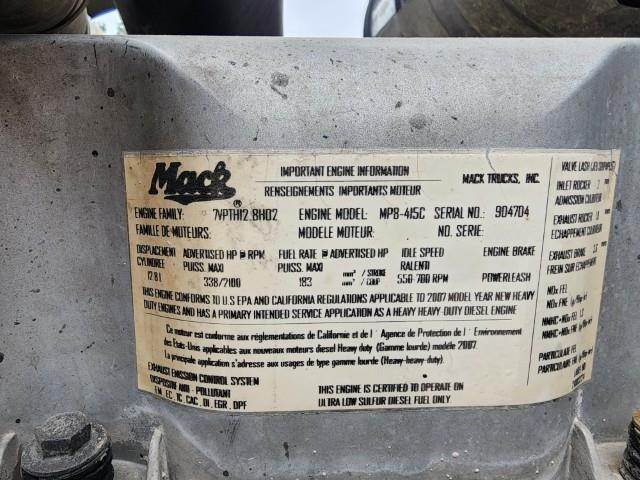 Mack®
IMPORTANT ENGINE INFORMATION
RENSEIGNEMENTS IMPORTANTS MOTEUR
MACK TRUCKS, INC.
ENGINE FAMILY: 7VPTH12.8H02 ENGINE MODEL: MP8-415C SERIAL NO.: 904704
FAMILLE DE MOTEURS: MODELE MOTEUR: NO. SERIE:
DISPLACEMENT ADVERTISED HP @ RPM FUEL RATE @ ADVERTISED HP IDLE SPEED ENGINE BRAKE
CYLINDREE PUISS. MAXI PUISS. MAXI mm³ / STROKE RALENTI
12.8 L 338/2100 183 mm³ / COUP 550-700 RPM POWERLEASH
THIS ENGINE CONFORMS TO U.S EPA AND CALIFORNIA REGULATIONS APPLICABLE TO 2007 MODEL YEAR NEW HEAVY
DUTY ENGINES AND HAS A PRIMARY INTENDED SERVICE APPLICATION AS A HEAVY HEAVY-DUTY DIESEL ENGINE
Ce moteur est conforme aux réglementations de Californie et de l' Agence de Protection de l' Environnement
des Etats-Unis applicables aux nouveaux moteurs diesel Heavy duty (Gamme lourde) modèle 2007.
La principale application s'adresse aux usages de type gamme lourde (Heavy-heavy-duty).
EXHAUST EMISSION CONTROL SYSTEM
DISPOSITIF ANTI - POLLUTANT
EM, EC, TC, CAC, DI, EGR, DPF
THIS ENGINE IS CERTIFIED TO OPERATE ON
ULTRA LOW SULFUR DIESEL FUEL ONLY.
VALVE LASH
INLET ROCKER
ADMISSION CULBUTEUR
EXHAUST ROCKER
ECHAPPEMENT CULBUTEUR
EXHAUST BRAKE
FREIN SUR ECHAPPEMENT
NOx FEL
NOx FNE
NMHC+NOx FEL
NMHC+NOx FNE
PARTICULATE FEL
PARTICULAIRE